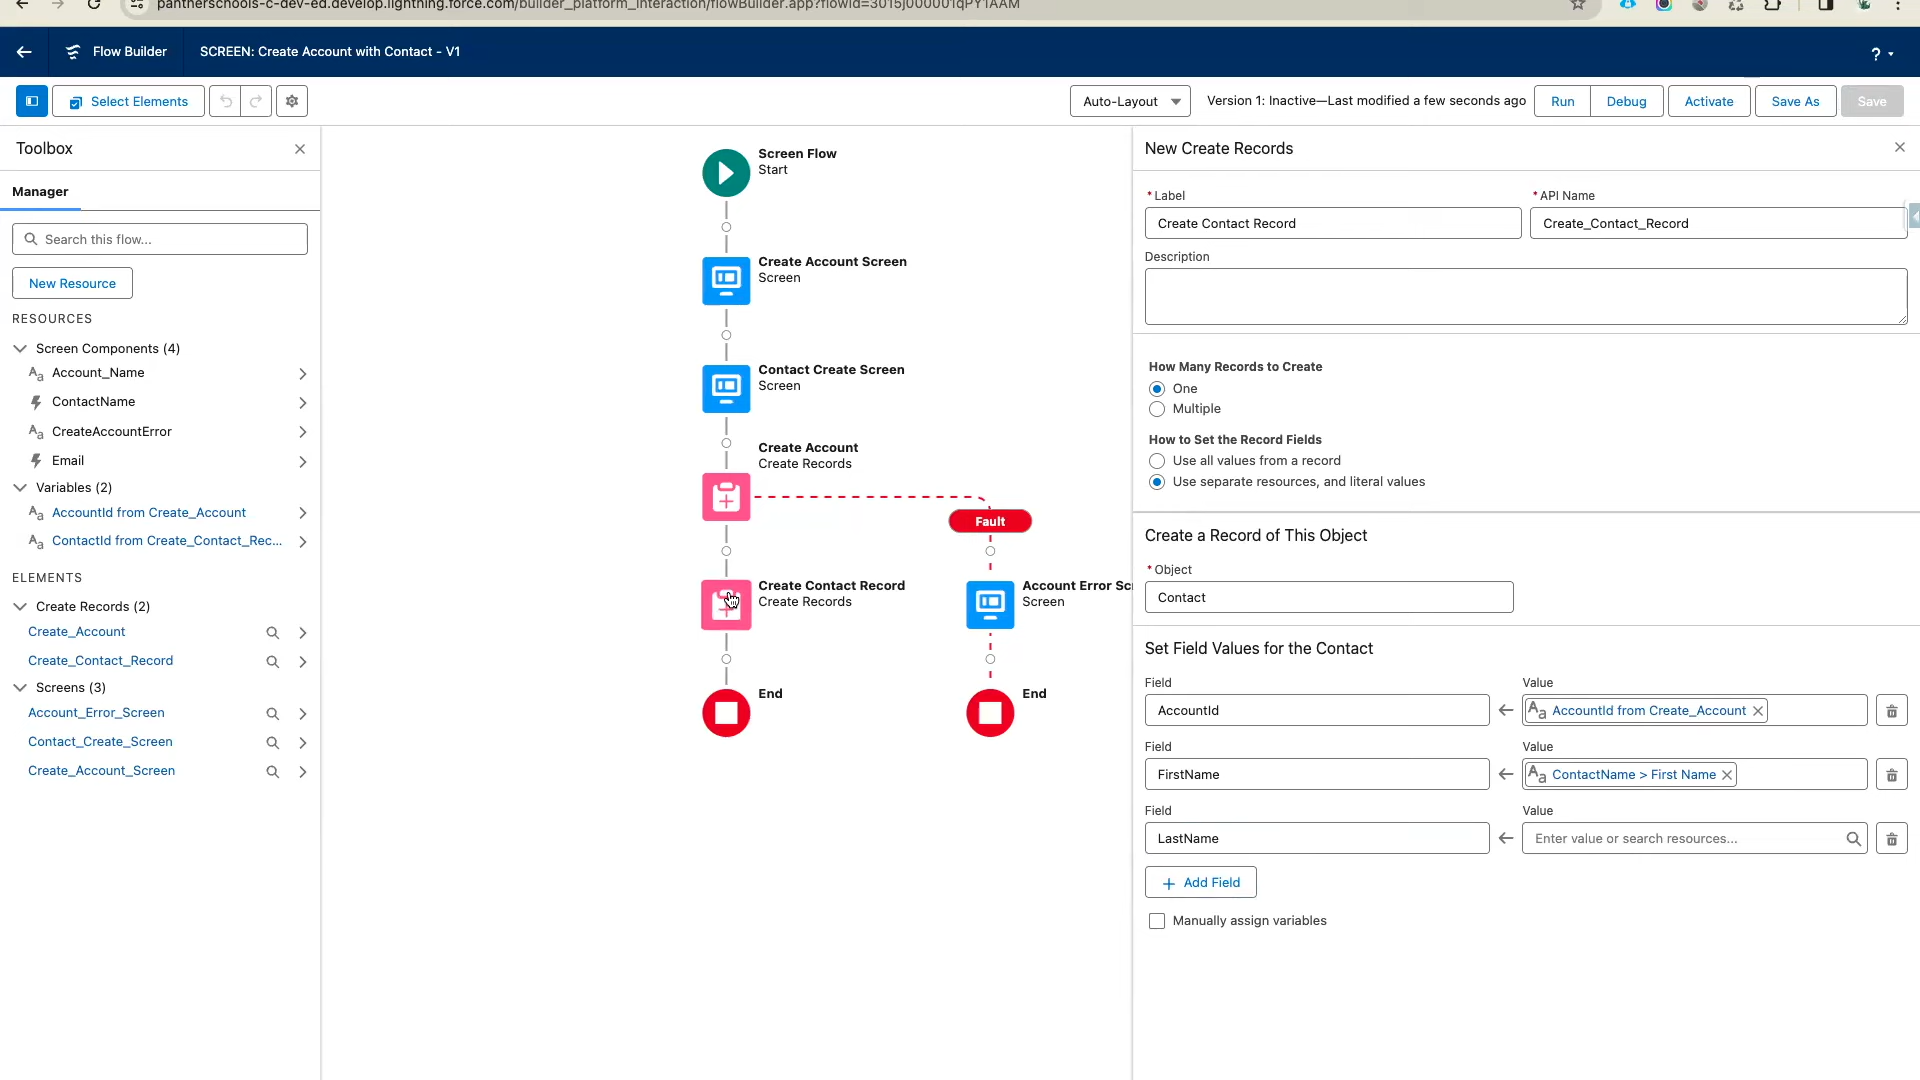 pantherschools-c-dev-ed.develop.lightning.force.com/builder_platform_interaction/flowBuilder.app?flowId=3015j000001qPY1AAM
Flow Builder
SCREEN: Create Account with Contact - V1
?
Select Elements
Auto-Layout
Version 1: Inactive—Last modified a few seconds ago
Run
Debug
Activate
Save As
Save
Toolbox
Manager
Search this flow...
New Resource
RESOURCES
Screen Components (4)
Aa Account_Name
ContactName
Aa CreateAccountError
Email
Variables (2)
Aa AccountId from Create_Account
Aa ContactId from Create_Contact_Rec...
ELEMENTS
Create Records (2)
Create_Account
Create_Contact_Record
Screens (3)
Account_Error_Screen
Contact_Create_Screen
Create_Account_Screen
Screen Flow
Start
Create Account Screen
Screen
Contact Create Screen
Screen
Create Account
Create Records
Fault
Create Contact Record
Create Records
Account Error Scr
Screen
End
End
New Create Records
* Label
Create Contact Record
* API Name
Create_Contact_Record
Description
How Many Records to Create
One
Multiple
How to Set the Record Fields
Use all values from a record
Use separate resources, and literal values
Create a Record of This Object
* Object
Contact
Set Field Values for the Contact
Field
Value
AccountId
Aa AccountId from Create_Account
Field
Value
FirstName
Aa ContactName > First Name
Field
Value
LastName
Enter value or search resources...
+ Add Field
Manually assign variables